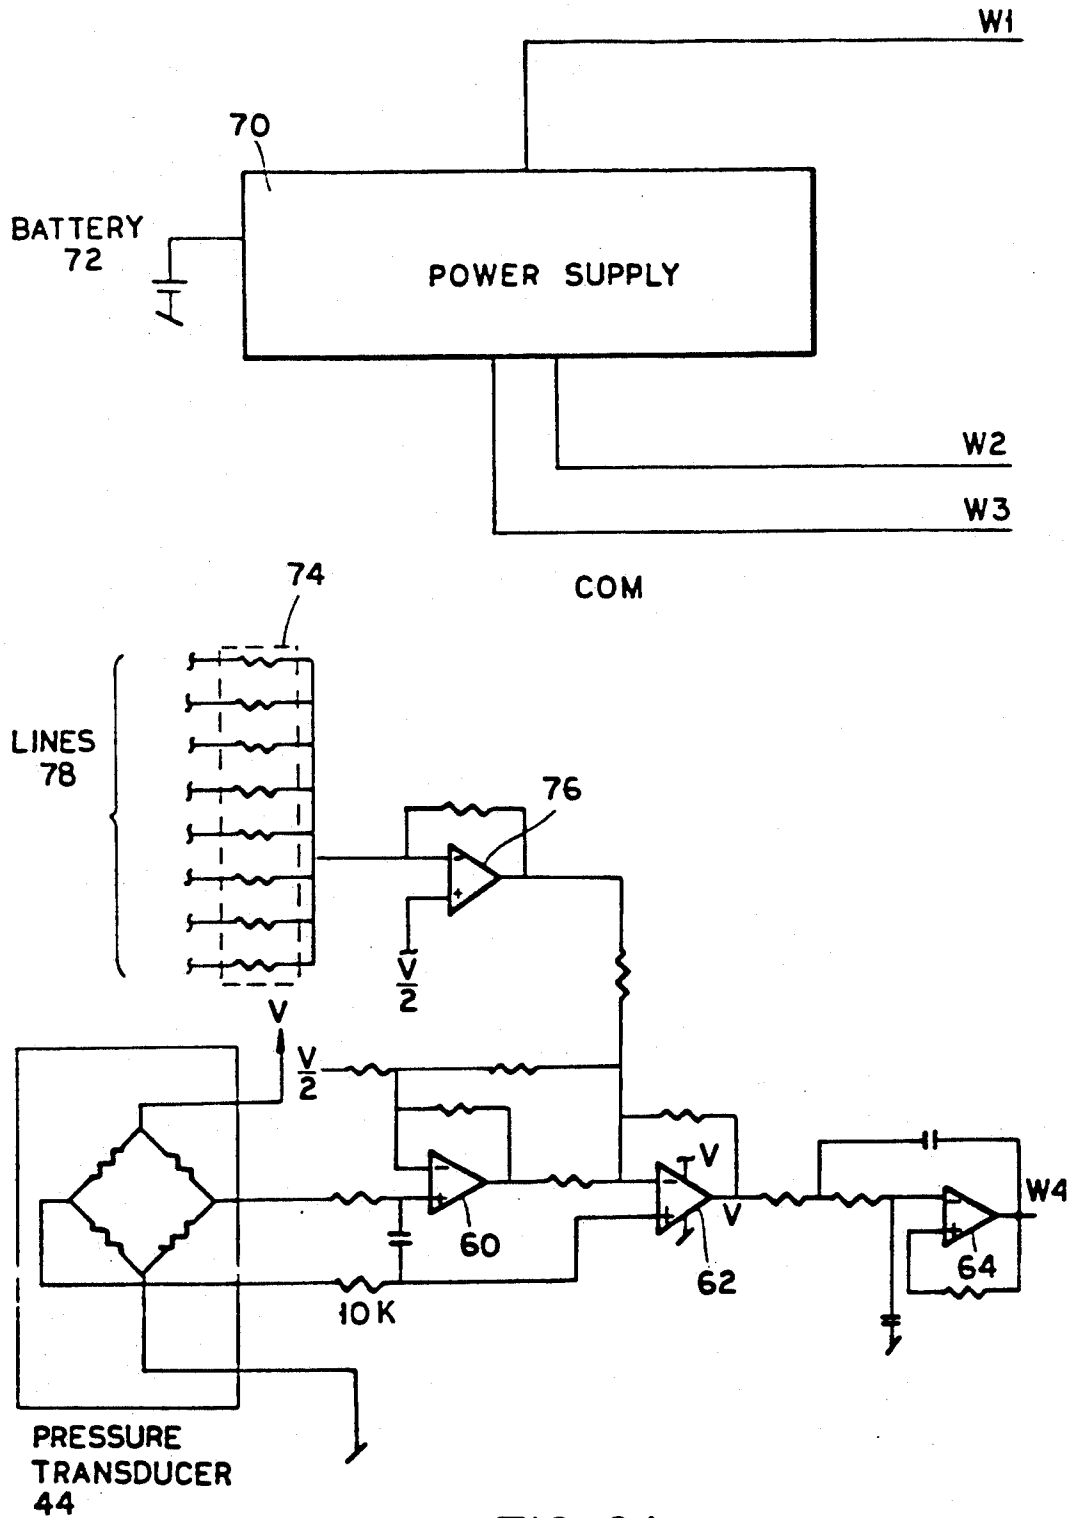 W1
70
BATTERY
72
POWER SUPPLY
W2
W3
COM
74
LINES
78
76
V
2
V
V
2
- +
- +
60
- +
V
V
62
- +
W4
64
10K
PRESSURE
TRANSDUCER
44